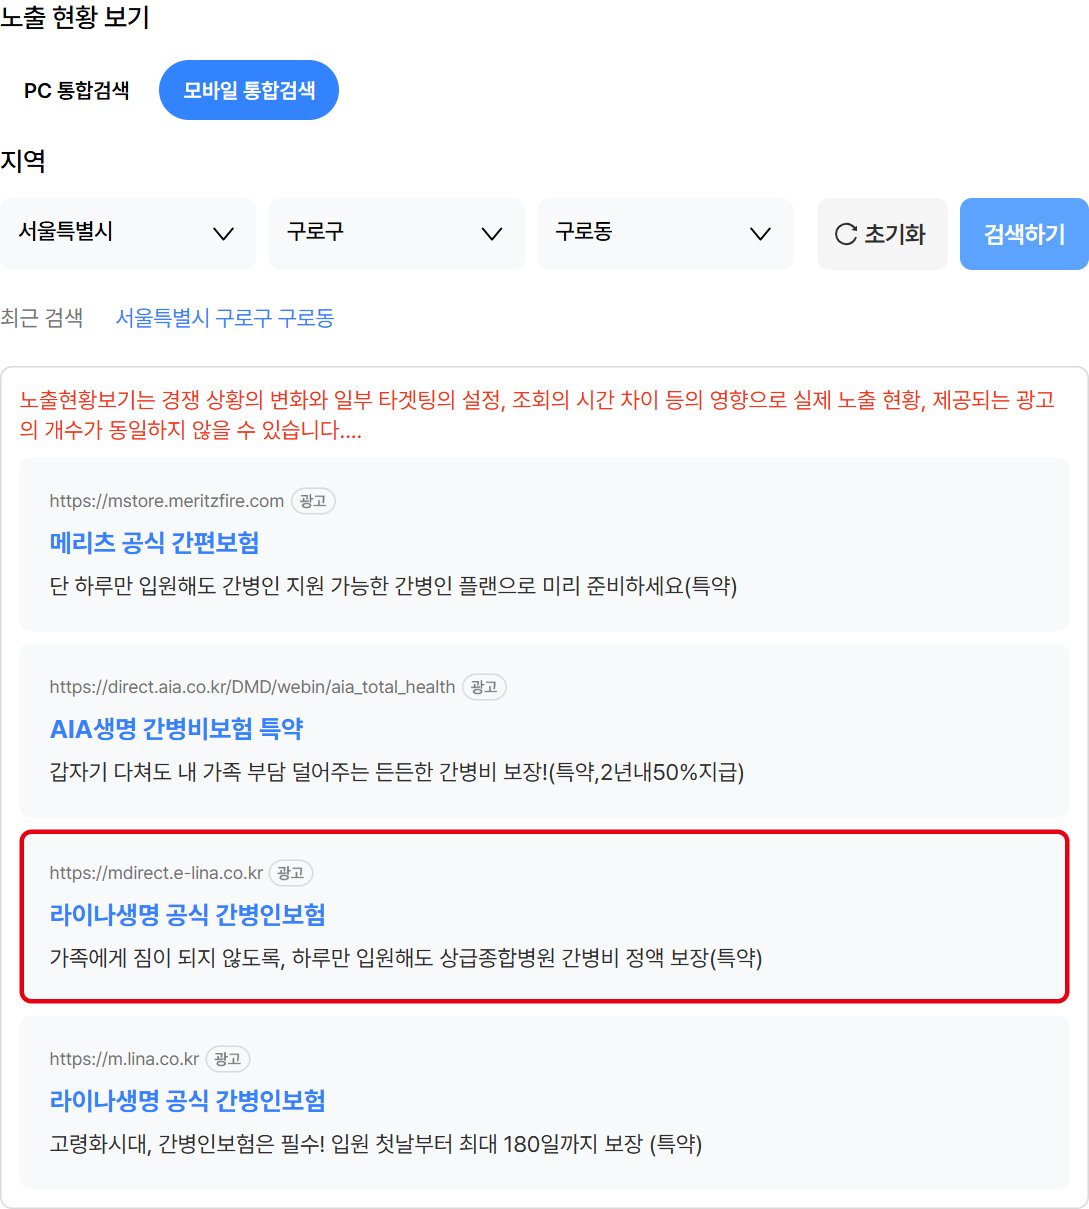 노출 현황 보기
PC 통합검색 모바일 통합검색
지역
서울특별시 구로구 구로동 초기화 검색하기
최근 검색 서울특별시 구로구 구로동
노출현황보기는 경쟁 상황의 변화와 일부 타겟팅의 설정, 조회의 시간 차이 등의 영향으로 실제 노출 현황, 제공되는 광고
의 개수가 동일하지 않을 수 있습니다....
https://mstore.meritzfire.com 광고
메리츠 공식 간편보험
단 하루만 입원해도 간병인 지원 가능한 간병인 플랜으로 미리 준비하세요(특약)
https://direct.aia.co.kr/DMD/webin/aia_total_health 광고
AIA생명 간병비보험 특약
갑자기 다쳐도 내 가족 부담 덜어주는 든든한 간병비 보장!(특약,2년내50%지급)
https://mdirect.e-lina.co.kr 광고
라이나생명 공식 간병인보험
가족에게 짐이 되지 않도록, 하루만 입원해도 상급종합병원 간병비 정액 보장(특약)
https://m.lina.co.kr 광고
라이나생명 공식 간병인보험
고령화시대, 간병인보험은 필수! 입원 첫날부터 최대 180일까지 보장 (특약)